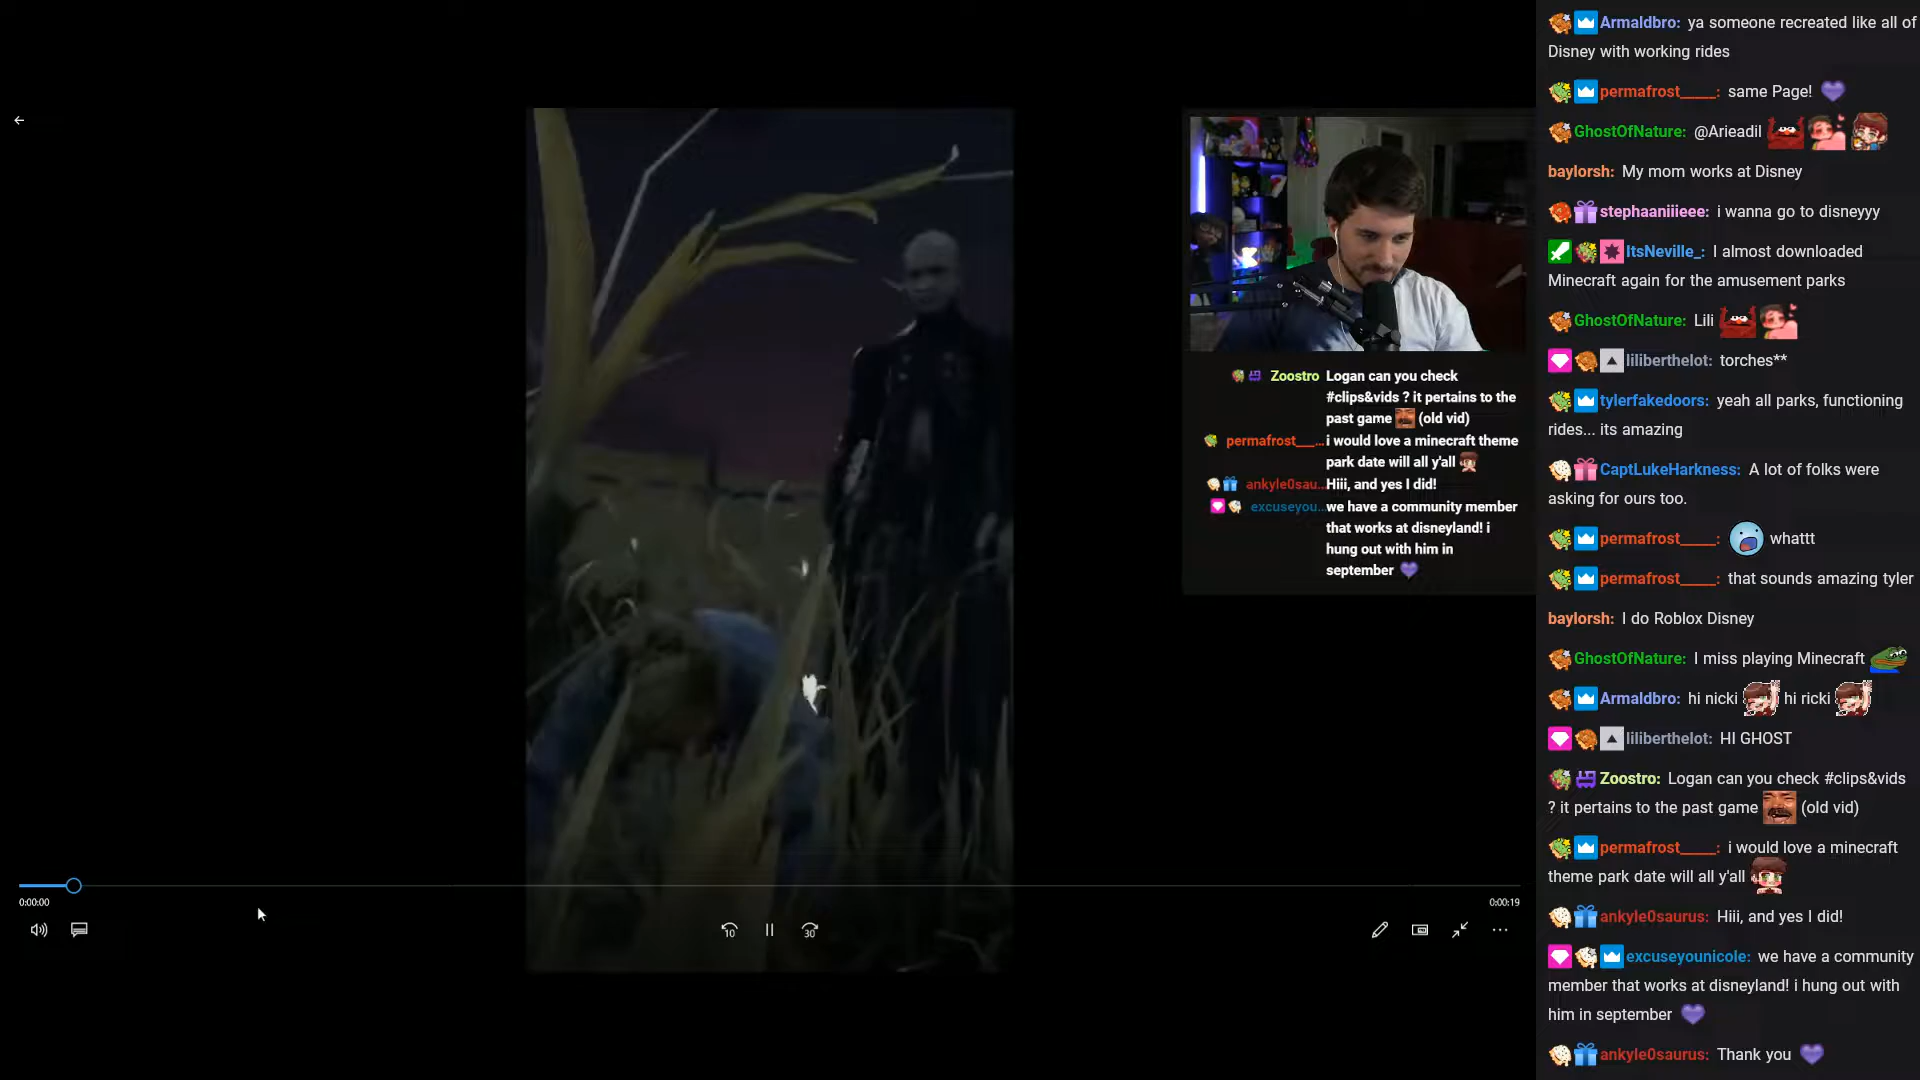 Zoostro Logan can you check
#clips&vids ? it pertains to the
past game (old vid)
permafrost___... i would love a minecraft theme
park date will all y'all
ankyle0sau... Hiii, and yes I did!
excuseyou... we have a community member
that works at disneyland! i
hung out with him in
september
0:00:00
0:00:19
10
30
Armaldbro: ya someone recreated like all of
Disney with working rides
permafrost_____: same Page!
GhostOfNature: @Arieadil
baylorsh: My mom works at Disney
stephaaniiieee: i wanna go to disneyyy
ItsNeville_: I almost downloaded
Minecraft again for the amusement parks
GhostOfNature: Lili
liliberthelot: torches**
tylerfakedoors: yeah all parks, functioning
rides... its amazing
CaptLukeHarkness: A lot of folks were
asking for ours too.
permafrost_____: whattt
permafrost_____: that sounds amazing tyler
baylorsh: I do Roblox Disney
GhostOfNature: I miss playing Minecraft
Armaldbro: hi nicki hi ricki
liliberthelot: HI GHOST
Zoostro: Logan can you check #clips&vids
? it pertains to the past game (old vid)
permafrost_____: i would love a minecraft
theme park date will all y'all
ankyle0saurus: Hiii, and yes I did!
excuseyounicole: we have a community
member that works at disneyland! i hung out with
him in september
ankyle0saurus: Thank you